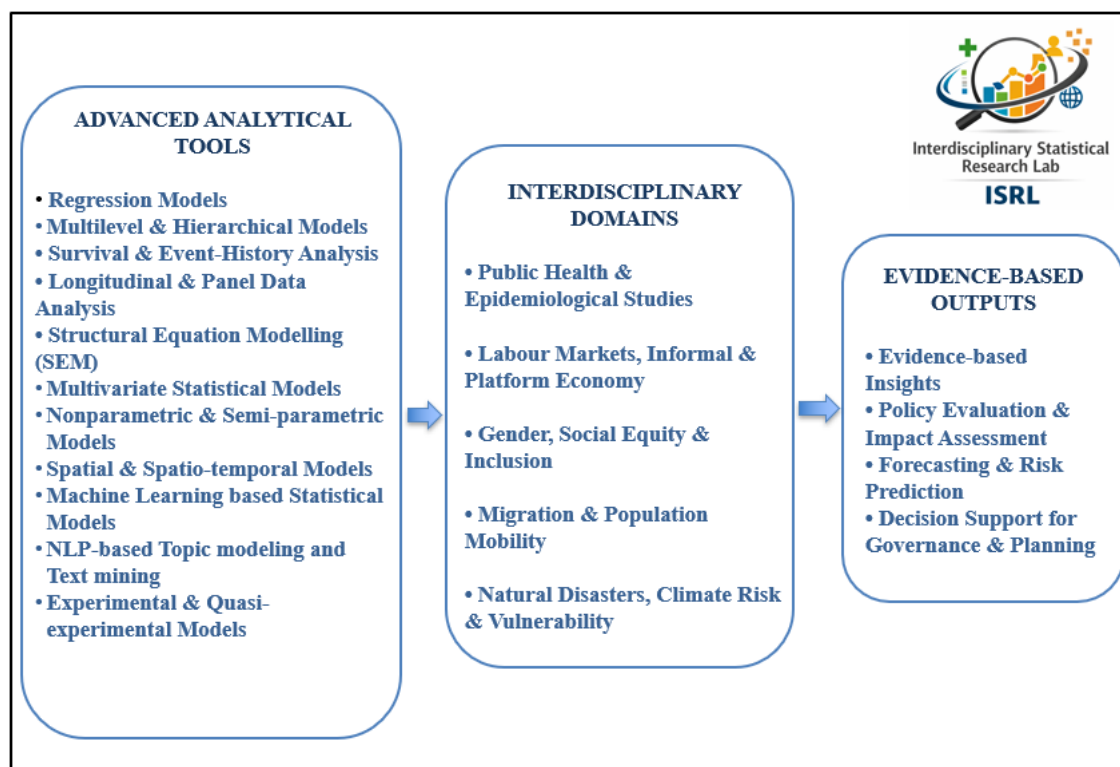 Interdisciplinary Statistical
Research Lab
ISRL
ADVANCED ANALYTICAL
TOOLS
• Regression Models
• Multilevel & Hierarchical Models
• Survival & Event-History Analysis
• Longitudinal & Panel Data
Analysis
• Structural Equation Modelling
(SEM)
• Multivariate Statistical Models
• Nonparametric & Semi-parametric
Models
• Spatial & Spatio-temporal Models
• Machine Learning based Statistical
Models
• NLP-based Topic modeling and
Text mining
• Experimental & Quasi-
experimental Models
INTERDISCIPLINARY
DOMAINS
• Public Health &
Epidemiological Studies
• Labour Markets, Informal &
Platform Economy
• Gender, Social Equity &
Inclusion
• Migration & Population
Mobility
• Natural Disasters, Climate Risk
& Vulnerability
EVIDENCE-BASED
OUTPUTS
• Evidence-based
Insights
• Policy Evaluation &
Impact Assessment
• Forecasting & Risk
Prediction
• Decision Support for
Governance & Planning